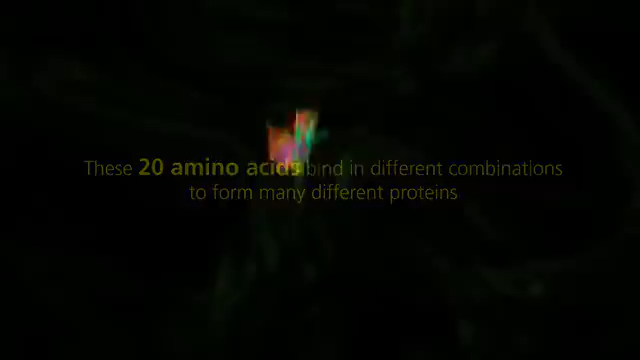 These 20 amino acids bind in different combinations
to form many different proteins